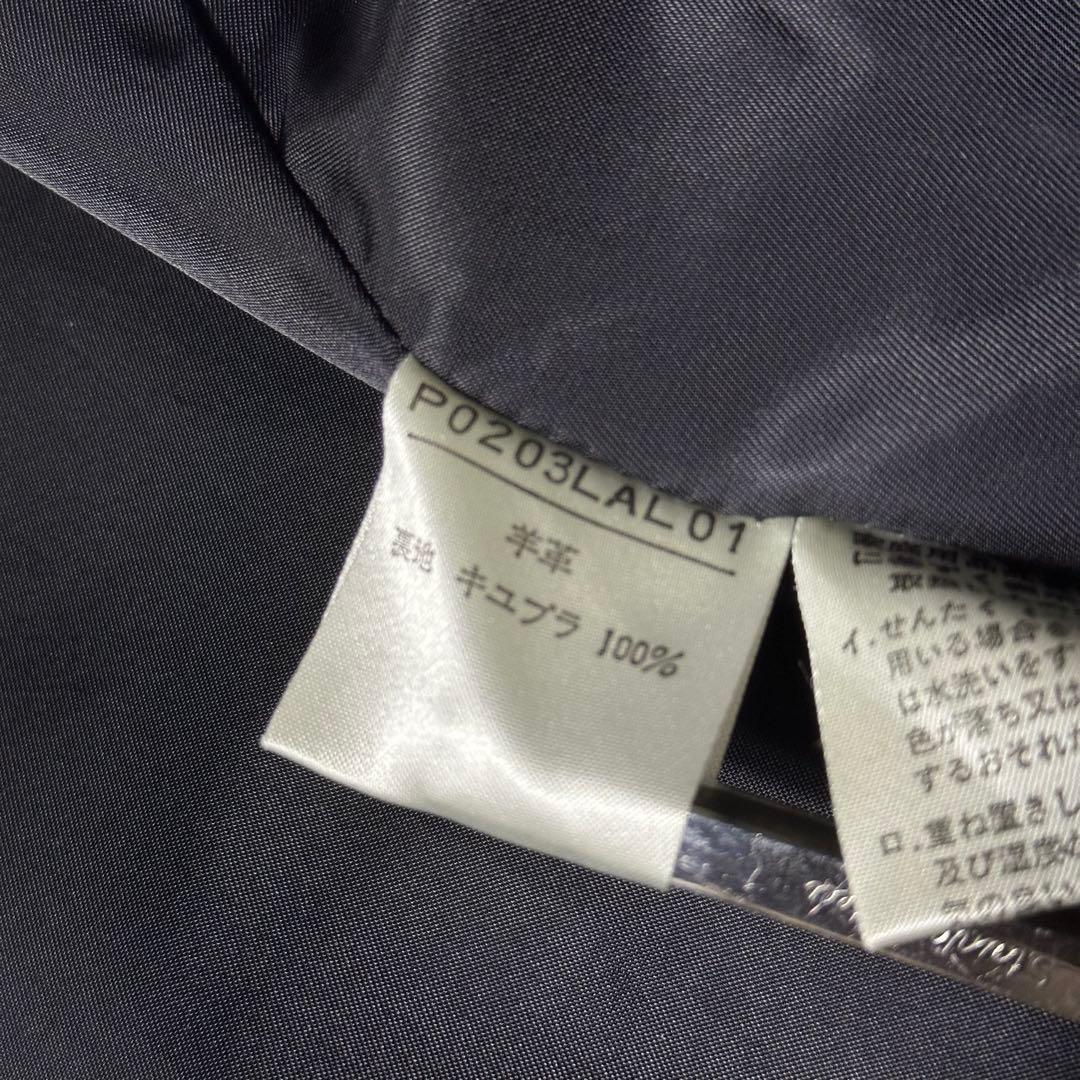 P0203LAL01
羊革
裏地 キユプラ 100%
イ.せんたく
用いる場合
は水洗いをす
色が落ち又は
するおそれが
ロ.重ね置きし
及び湿度